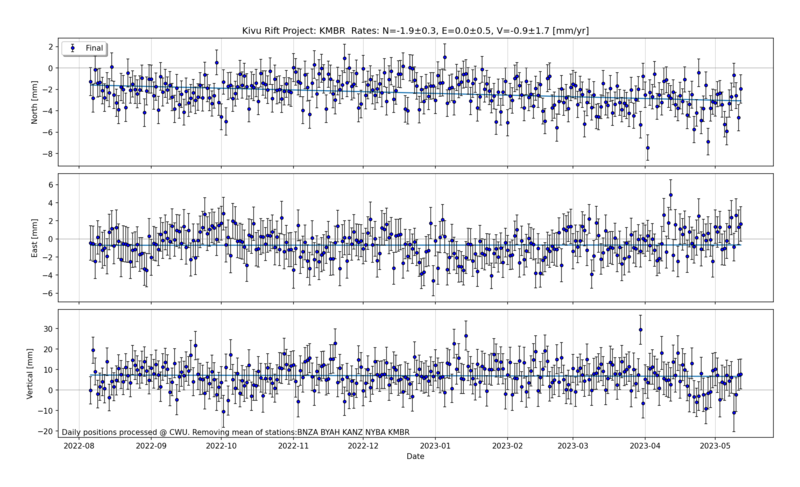 Kivu Rift Project: KMBR Rates: N=-1.9±0.3, E=0.0±0.5, V=-0.9±1.7 [mm/yr]
Final
North [mm]
2
0
−2
−4
−6
−8
East [mm]
6
4
2
0
−2
−4
−6
Vertical [mm]
30
20
10
0
−10
−20
Daily positions processed @ CWU. Removing mean of stations:BNZA BYAH KANZ NYBA KMBR
2022-08 2022-09 2022-10 2022-11 2022-12 2023-01 2023-02 2023-03 2023-04 2023-05
Date